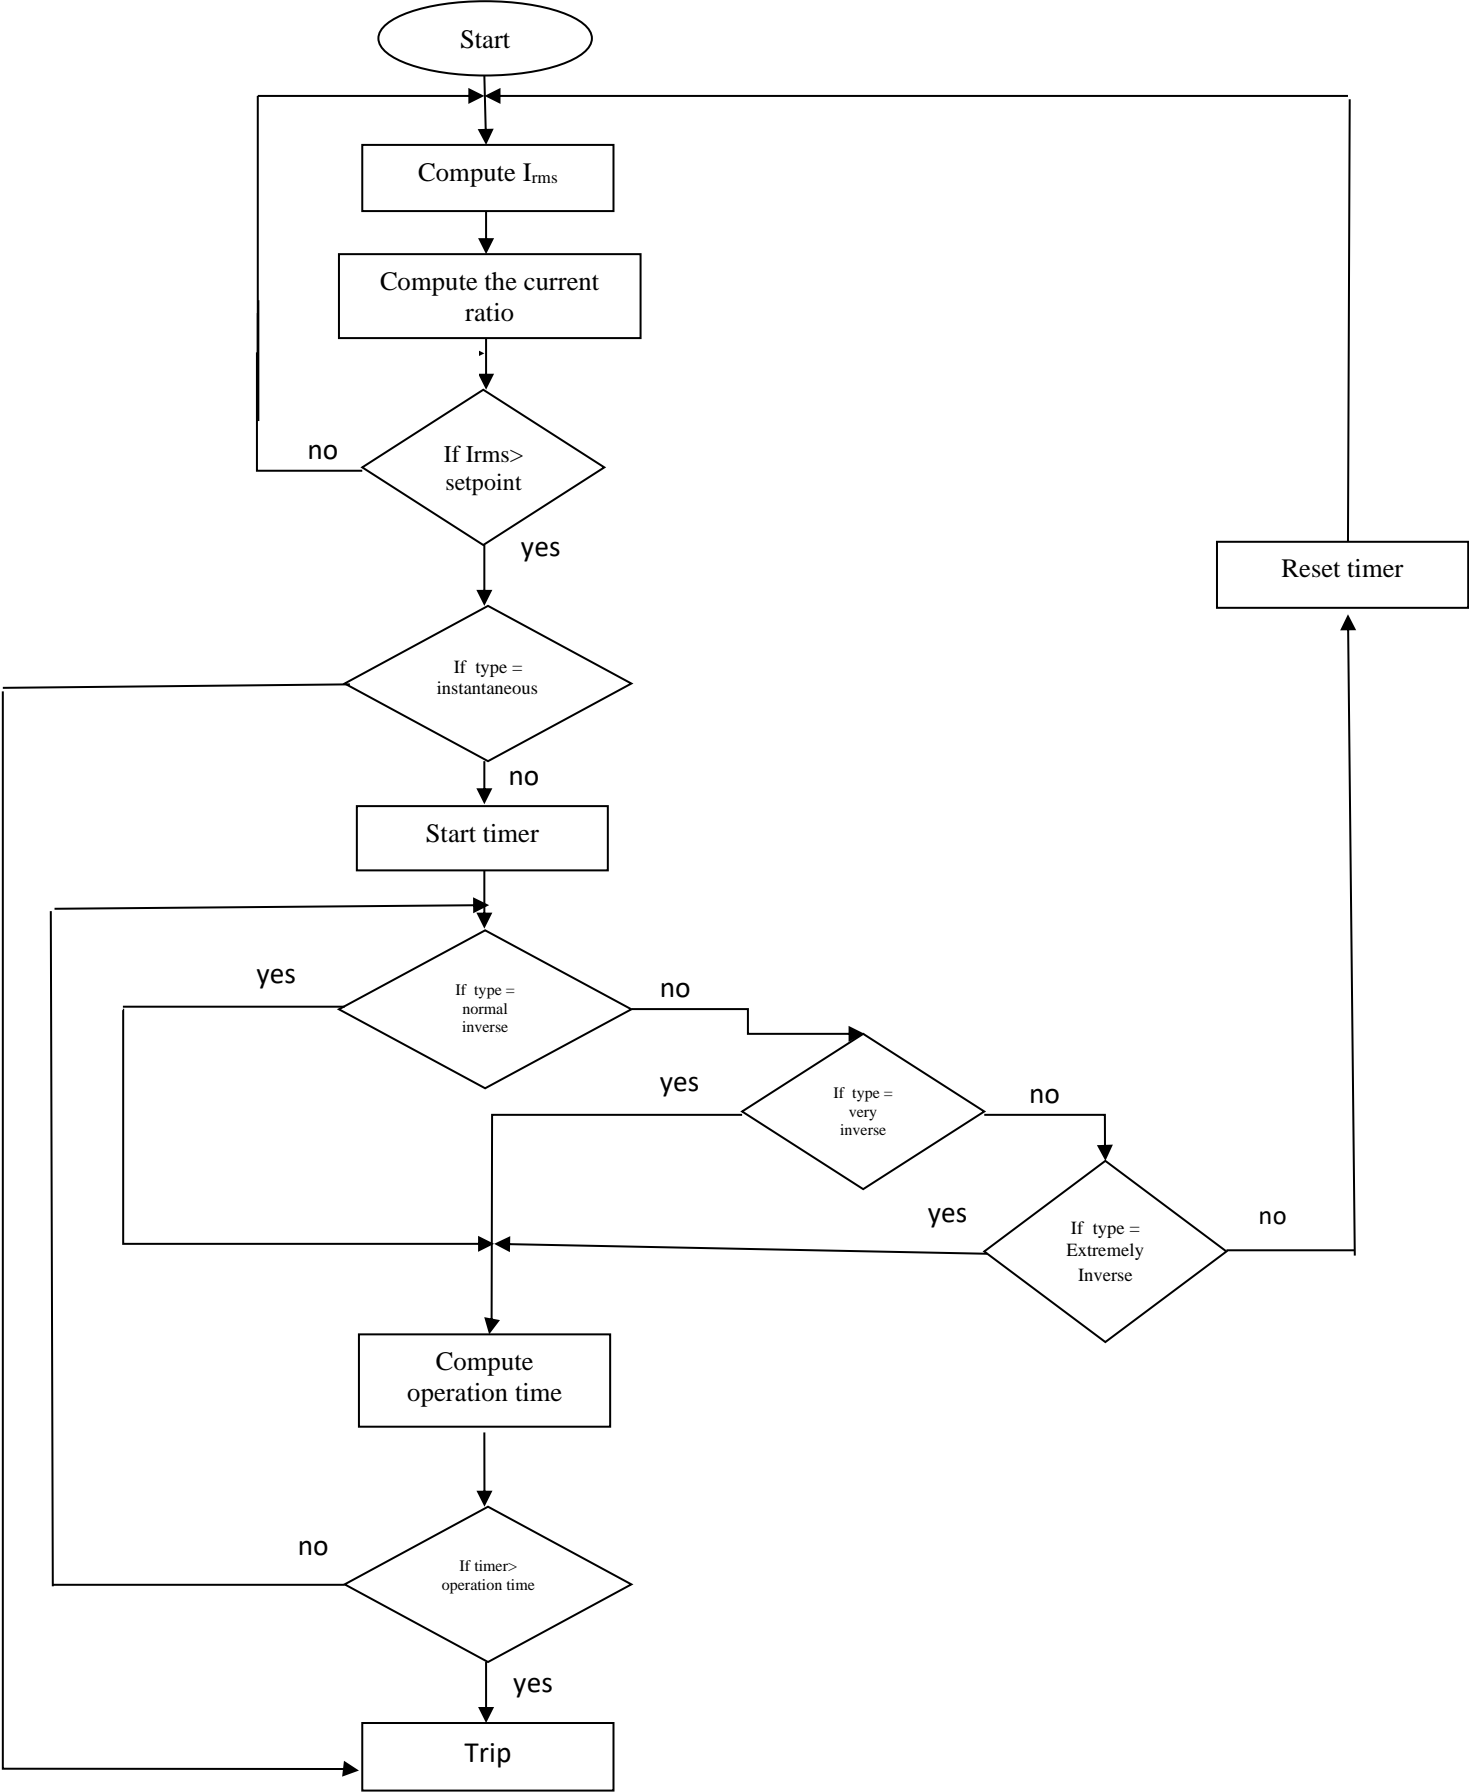 Start
Compute Irms
Compute the current
ratio
no
If Irms>
setpoint
yes
Reset timer
If type =
instantaneous
no
Start timer
yes
If type =
normal
inverse
no
yes
If type =
very
inverse
no
yes
If type =
Extremely
Inverse
no
Compute
operation time
no
If timer>
operation time
yes
Trip